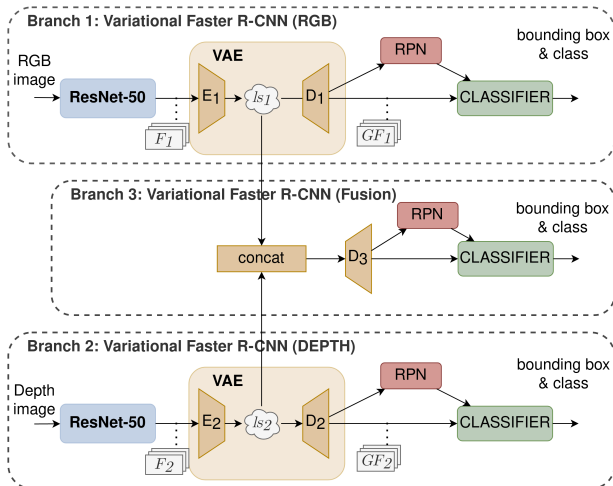 Branch 1: Variational Faster R-CNN (RGB)
RGB
image
ResNet-50
F1
VAE
E1
ls1
D1
GF1
RPN
CLASSIFIER
bounding box
& class
Branch 3: Variational Faster R-CNN (Fusion)
concat
D3
RPN
CLASSIFIER
bounding box
& class
Branch 2: Variational Faster R-CNN (DEPTH)
Depth
image
ResNet-50
F2
VAE
E2
ls2
D2
GF2
RPN
CLASSIFIER
bounding box
& class